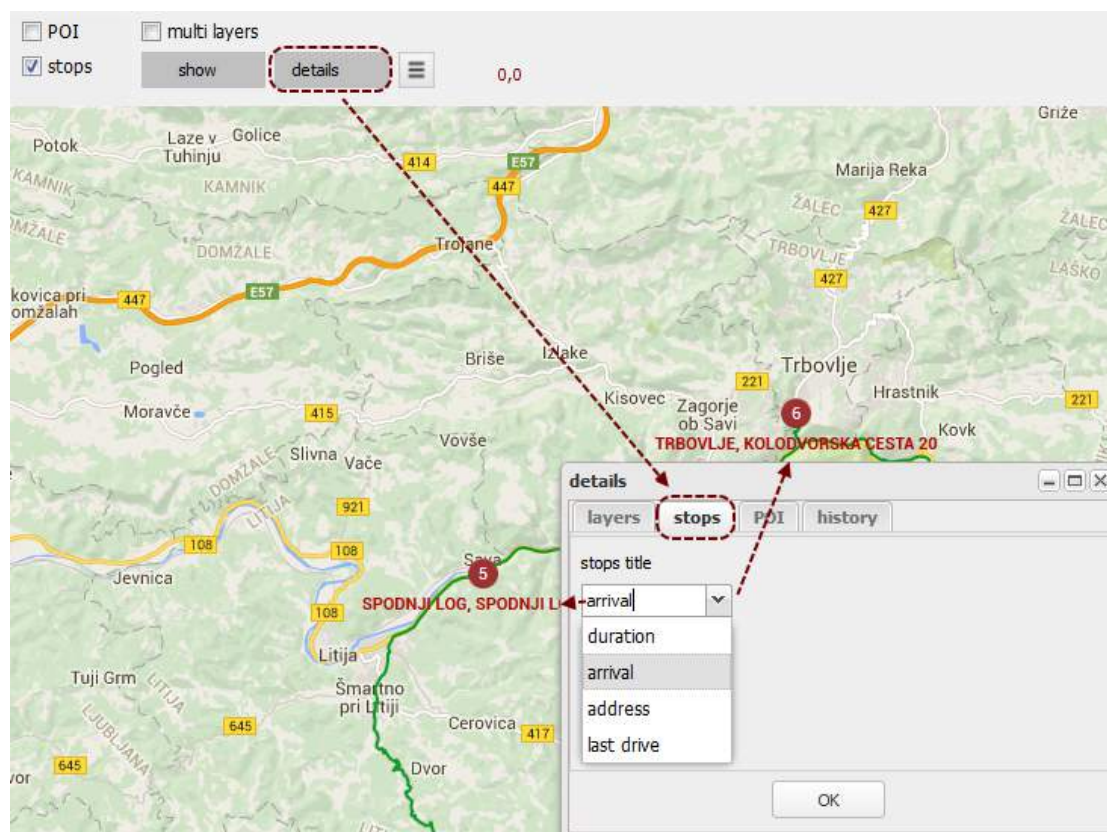 POI
multi layers
stops
show
details
0,0
Griže
Potok
Laze v
Tuhinju
Golice
414
E57
447
Marija Reka
KAMNIK
KAMNIK
ŽALEC
427
ŽALEC
DOMŽALE
Trojane
TRBOVLJE
LAŠKO
427
E57
447
kovica pri
omžalah
Briše
Izlake
Trbovlje
Pogled
221
Hrastnik
221
Kisovec
Zagorje
ob Savi
6
Moravče
415
Kovk
TRBOVLJE, KOLODVORSKA CESTA 20
Vövše
Slivna
Vače
DOMŽALE
LITIJA
details
layers
stops
POI
history
921
108
108
Sava
5
Jevnica
stops title
SPODNJI LOG, SPODNJI
arrival
108
duration
Litija
arrival
Tuji Grm
LITIJA
LJUBLJANA
Šmartno
pri Litiji
address
645
Cerovica
417
last drive
645
Dvor
OK